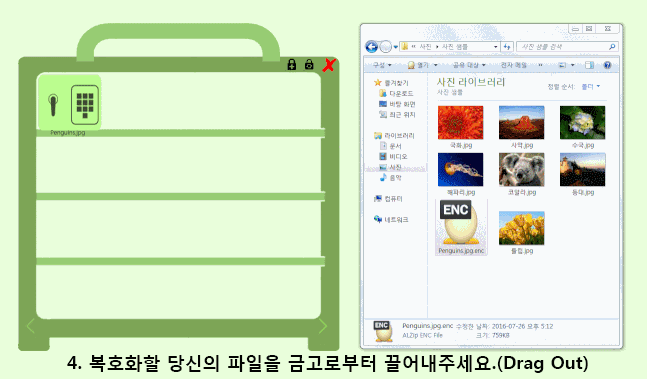 Penguins.jpg
« 사진 ▸ 사진 샘플
사진 샘플 검색
구성 열기 공유 대상 전자 메일 »
즐겨찾기
다운로드
바탕 화면
최근 위치
라이브러리
문서
비디오
사진
음악
컴퓨터
네트워크
사진 라이브러리
사진 샘플
정렬 순서: 폴더
국화.jpg 사막.jpg 수국.jpg
해파리.jpg 코알라.jpg 등대.jpg
ENC
Penguins.jpg.enc 튤립.jpg
ENC
Penguins.jpg.enc 수정한 날짜: 2016-07-26 오후 5:12
ALZip ENC File 크기: 759KB
4. 복호화할 당신의 파일을 금고로부터 끌어내주세요.(Drag Out)